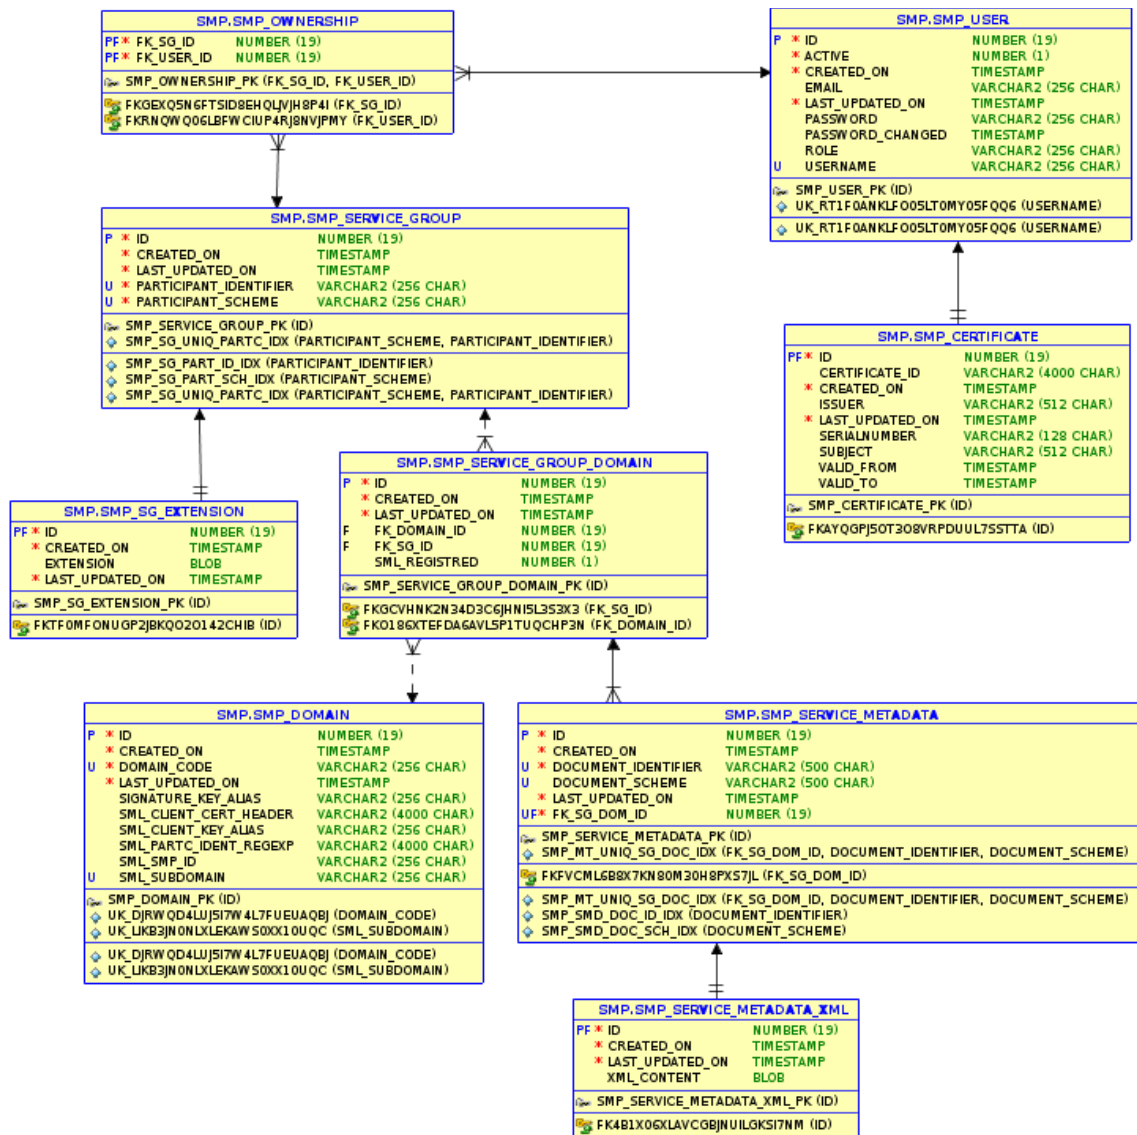 SMP.SMP_OWNERSHIP
PF* FK_SG_ID NUMBER (19)
PF* FK_USER_ID NUMBER (19)
SMP_OWNERSHIP_PK (FK_SG_ID, FK_USER_ID)
FKGEXQ5N6FTSID8EHQLJVJH8P4I (FK_SG_ID)
FKRNQWQ06LBFWCIUP4RJ8NVJPMY (FK_USER_ID)
SMP.SMP_USER
P * ID NUMBER (19)
* ACTIVE NUMBER (1)
* CREATED_ON TIMESTAMP
EMAIL VARCHAR2 (256 CHAR)
* LAST_UPDATED_ON TIMESTAMP
PASSWORD VARCHAR2 (256 CHAR)
PASSWORD_CHANGED TIMESTAMP
ROLE VARCHAR2 (256 CHAR)
U USERNAME VARCHAR2 (256 CHAR)
SMP_USER_PK (ID)
UK_RT1F0ANKLFO05LT0MY05FQQ6 (USERNAME)
UK_RT1F0ANKLFO05LT0MY05FQQ6 (USERNAME)
SMP.SMP_SERVICE_GROUP
P * ID NUMBER (19)
* CREATED_ON TIMESTAMP
* LAST_UPDATED_ON TIMESTAMP
U * PARTICIPANT_IDENTIFIER VARCHAR2 (256 CHAR)
U * PARTICIPANT_SCHEME VARCHAR2 (256 CHAR)
SMP_SERVICE_GROUP_PK (ID)
SMP_SG_UNIQ_PARTC_IDX (PARTICIPANT_SCHEME, PARTICIPANT_IDENTIFIER)
SMP_SG_PART_ID_IDX (PARTICIPANT_IDENTIFIER)
SMP_SG_PART_SCH_IDX (PARTICIPANT_SCHEME)
SMP_SG_UNIQ_PARTC_IDX (PARTICIPANT_SCHEME, PARTICIPANT_IDENTIFIER)
SMP.SMP_CERTIFICATE
PF* ID NUMBER (19)
CERTIFICATE_ID VARCHAR2 (4000 CHAR)
* CREATED_ON TIMESTAMP
ISSUER VARCHAR2 (512 CHAR)
* LAST_UPDATED_ON TIMESTAMP
SERIALNUMBER VARCHAR2 (128 CHAR)
SUBJECT VARCHAR2 (512 CHAR)
VALID_FROM TIMESTAMP
VALID_TO TIMESTAMP
SMP_CERTIFICATE_PK (ID)
FKAYQGPJ5OT3O8VRPDUUL7SSTTA (ID)
SMP.SMP_SERVICE_GROUP_DOMAIN
P * ID NUMBER (19)
* CREATED_ON TIMESTAMP
* LAST_UPDATED_ON TIMESTAMP
F FK_DOMAIN_ID NUMBER (19)
F FK_SG_ID NUMBER (19)
SML_REGISTRED NUMBER (1)
SMP_SERVICE_GROUP_DOMAIN_PK (ID)
FKGCVHNK2N34D3C6JHNI5L3S3X3 (FK_SG_ID)
FKO186XTEFDA6AVL5P1TUQCHP3N (FK_DOMAIN_ID)
SMP.SMP_SG_EXTENSION
PF * ID NUMBER (19)
* CREATED_ON TIMESTAMP
EXTENSION BLOB
* LAST_UPDATED_ON TIMESTAMP
SMP_SG_EXTENSION_PK (ID)
FKTF0MFONUGP2JBKQO2O142CHIB (ID)
SMP.SMP_DOMAIN
P * ID NUMBER (19)
* CREATED_ON TIMESTAMP
U * DOMAIN_CODE VARCHAR2 (256 CHAR)
* LAST_UPDATED_ON TIMESTAMP
SIGNATURE_KEY_ALIAS VARCHAR2 (256 CHAR)
SML_CLIENT_CERT_HEADER VARCHAR2 (4000 CHAR)
SML_CLIENT_KEY_ALIAS VARCHAR2 (256 CHAR)
SML_PARTC_IDENT_REGEXP VARCHAR2 (4000 CHAR)
SML_SMP_ID VARCHAR2 (256 CHAR)
U SML_SUBDOMAIN VARCHAR2 (256 CHAR)
SMP_DOMAIN_PK (ID)
UK_DJRWQD4LUJ5I7W4L7FUEUAQBJ (DOMAIN_CODE)
UK_LIKB3JN0NLXLEKAWS0XX10UQC (SML_SUBDOMAIN)
UK_DJRWQD4LUJ5I7W4L7FUEUAQBJ (DOMAIN_CODE)
UK_LIKB3JN0NLXLEKAWS0XX10UQC (SML_SUBDOMAIN)
SMP.SMP_SERVICE_METADATA
P * ID NUMBER (19)
* CREATED_ON TIMESTAMP
U * DOCUMENT_IDENTIFIER VARCHAR2 (500 CHAR)
U DOCUMENT_SCHEME VARCHAR2 (500 CHAR)
* LAST_UPDATED_ON TIMESTAMP
UF* FK_SG_DOM_ID NUMBER (19)
SMP_SERVICE_METADATA_PK (ID)
SMP_MT_UNIQ_SG_DOC_IDX (FK_SG_DOM_ID, DOCUMENT_IDENTIFIER, DOCUMENT_SCHEME)
FKFVCML6B8X7KN80M30H8PXS7JL (FK_SG_DOM_ID)
SMP_MT_UNIQ_SG_DOC_IDX (FK_SG_DOM_ID, DOCUMENT_IDENTIFIER, DOCUMENT_SCHEME)
SMP_SMD_DOC_ID_IDX (DOCUMENT_IDENTIFIER)
SMP_SMD_DOC_SCH_IDX (DOCUMENT_SCHEME)
SMP.SMP_SERVICE_METADATA_XML
PF * ID NUMBER (19)
* CREATED_ON TIMESTAMP
* LAST_UPDATED_ON TIMESTAMP
XML_CONTENT BLOB
SMP_SERVICE_METADATA_XML_PK (ID)
FK4B1X06XLAVCGBJNUILGKSI7NM (ID)